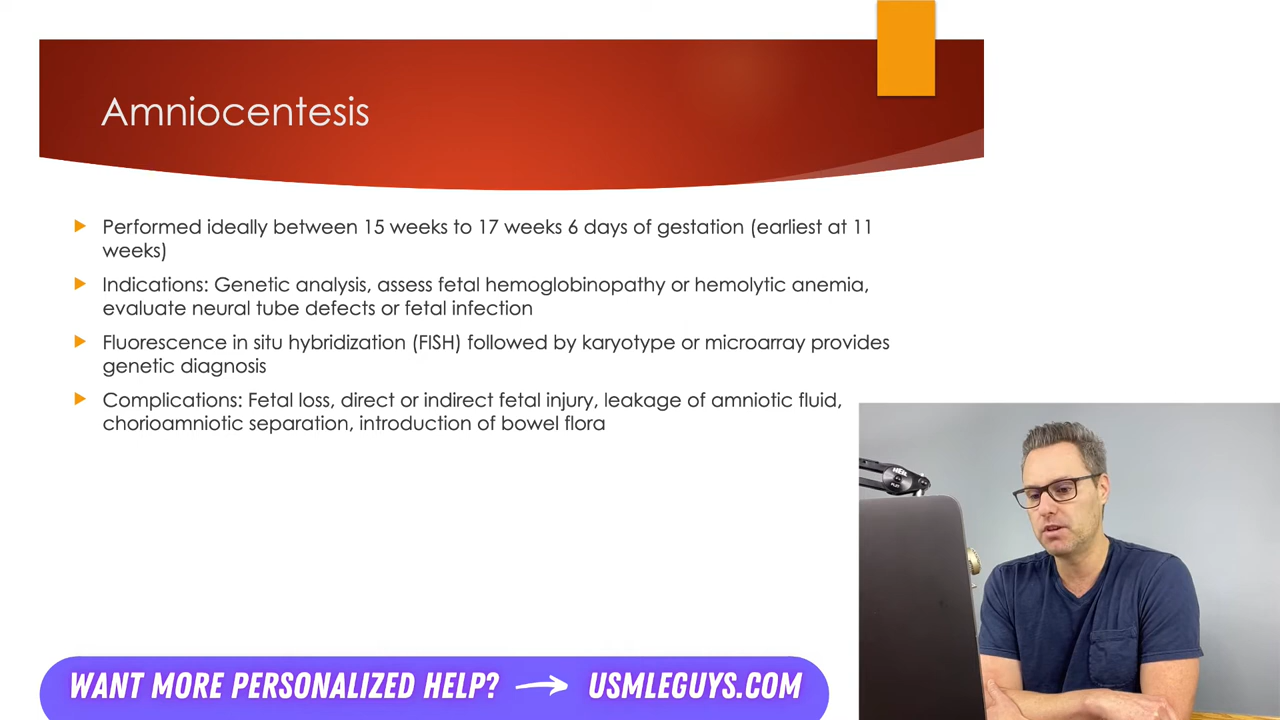 Amniocentesis
Performed ideally between 15 weeks to 17 weeks 6 days of gestation (earliest at 11
weeks)
Indications: Genetic analysis, assess fetal hemoglobinopathy or hemolytic anemia,
evaluate neural tube defects or fetal infection
Fluorescence in situ hybridization (FISH) followed by karyotype or microarray provides
genetic diagnosis
Complications: Fetal loss, direct or indirect fetal injury, leakage of amniotic fluid,
chorioamniotic separation, introduction of bowel flora
WANT MORE PERSONALIZED HELP? → USMLEGUYS.COM